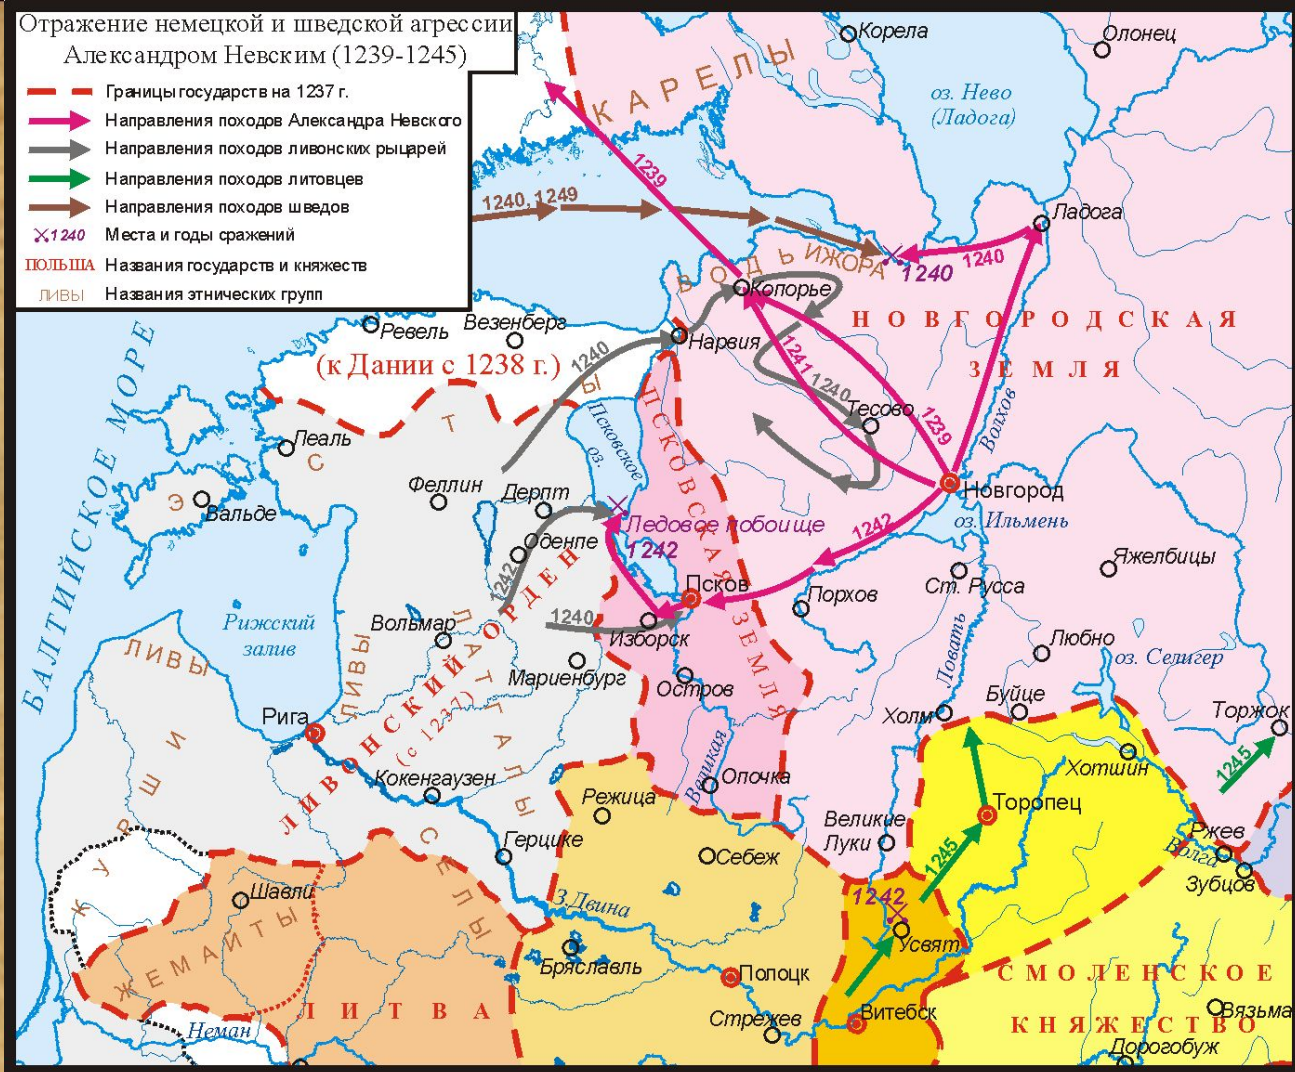 Отражение немецкой и шведской агрессии
Александром Невским (1239-1245)
Границы государств на 1237 г.
Направления походов Александра Невского
Направления походов ливонских рыцарей
Направления походов литовцев
Направления походов шведов
1240 Места и годы сражений
ПОЛЬША Названия государств и княжеств
ЛИВЫ Названия этнических групп
Корела
Олонец
КАРЕЛЫ
оз. Нево
(Ладога)
1239
1240, 1249
Ладога
1240
1240
ВОДЬ
ИЖОРА
Копорье
НОВГОРОДСКАЯ
ЗЕМЛЯ
Ревель
Везенберг
Нарвия
(к Дании с 1238 г.)
1240
1241
1240
1239
Тесово
Волхов
БАЛТИЙСКОЕ МОРЕ
Леаль
ЭСТЫ
Псковское
оз.
ПСКОВСКАЯ ЗЕМЛЯ
Вальде
Феллин
Дерпт
Новгород
оз. Ильмень
Ледовое побоище
1242
1242
Оденпе
1242
Яжелбицы
Псков
Ст. Русса
Порхов
Рижский
залив
Вольмар
1240
Изборск
Любно
оз. Селигер
Ловать
ЛИВЫ
ЛИВЫ
ЛАТГАЛЫ
Мариенбург
Остров
Буйце
Холм
Торжок
Рига
ЛИВОНСКИЙ ОРДЕН
(с 1237)
Великая
Опочка
Хотшин
1245
Кокенгаузен
Режица
Торопец
Великие
Луки
Ржев
Волга
Зубцов
КУРШИ
Герцике
Себеж
1245
СЕЛЫ
Шавли
З.Двина
1242
Усвят
ЖЕМАЙТЫ
Бряславль
Полоцк
СМОЛЕНСКОЕ
КНЯЖЕСТВО
ЛИТВА
Неман
Стрежев
Витебск
Вязьма
Дорогобуж